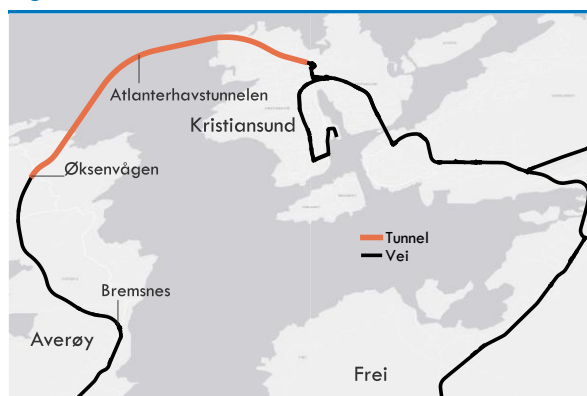 Atlanterhavstunnelen
Kristiansund
Øksenvågen
Tunnel
Vei
Bremsnes
Averøy
Frei